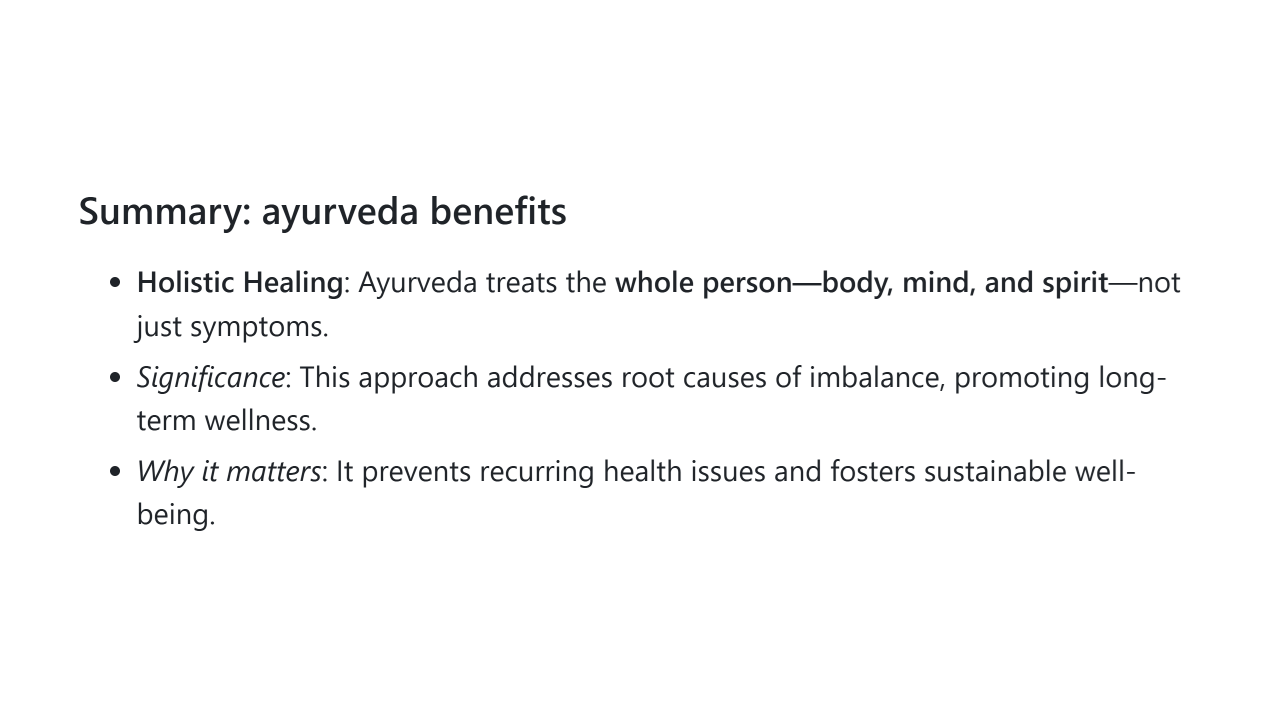 Summary: ayurveda benefits
• Holistic Healing: Ayurveda treats the whole person—body, mind, and spirit—not
just symptoms.
• Significance: This approach addresses root causes of imbalance, promoting long-
term wellness.
• Why it matters: It prevents recurring health issues and fosters sustainable well-
being.